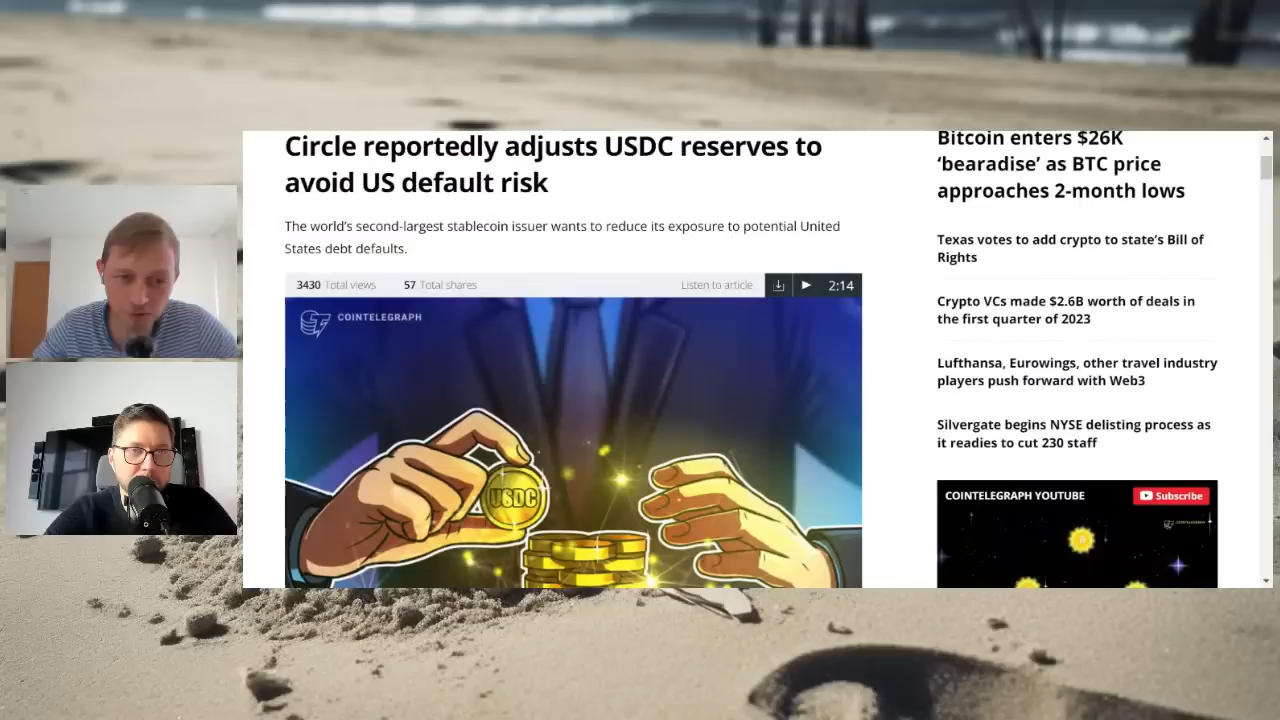 Circle reportedly adjusts USDC reserves to
avoid US default risk
The world's second-largest stablecoin issuer wants to reduce its exposure to potential United
States debt defaults.
3430 Total views 57 Total shares Listen to article 2:14
COINTELEGRAPH
USDC
Bitcoin enters $26K
‘bearadise’ as BTC price
approaches 2-month lows
Texas votes to add crypto to state's Bill of
Rights
Crypto VCs made $2.6B worth of deals in
the first quarter of 2023
Lufthansa, Eurowings, other travel industry
players push forward with Web3
Silvergate begins NYSE delisting process as
it readies to cut 230 staff
COINTELEGRAPH YOUTUBE Subscribe
COINTELEGRAPH